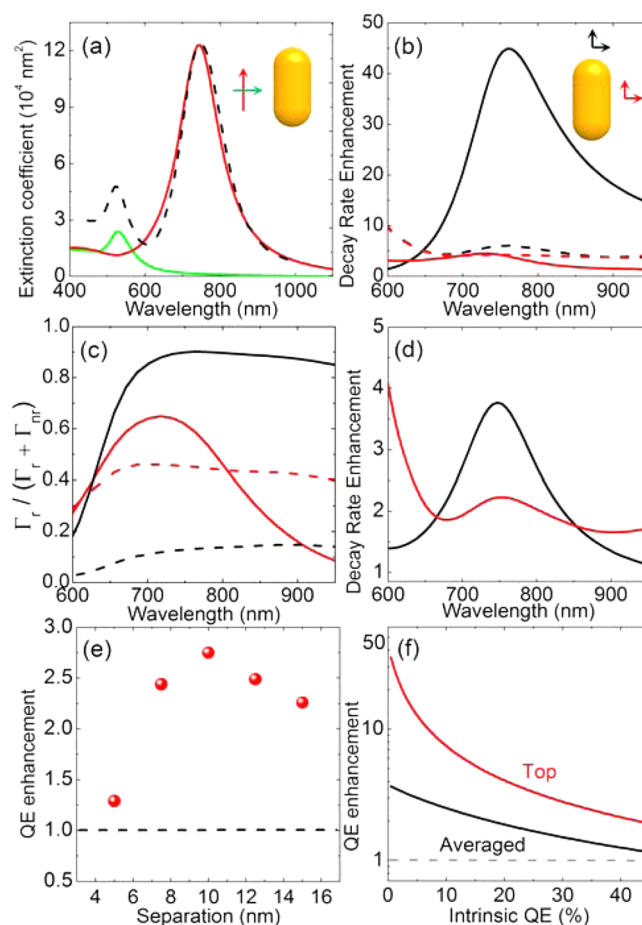 (a)
Extinction coefficient (10⁴ nm²)
12
9
6
3
0
400 600 800 1000
Wavelength (nm)
(b)
Decay Rate Enhancement
50
40
30
20
10
0
600 700 800 900
Wavelength (nm)
(c)
Γr / (Γr + Γnr)
1.0
0.8
0.6
0.4
0.2
0.0
600 700 800 900
Wavelength (nm)
(d)
Decay Rate Enhancement
5
4
3
2
1
600 700 800 900
Wavelength (nm)
(e)
QE enhancement
3.0
2.5
2.0
1.5
1.0
0.5
4 6 8 10 12 14 16
Separation (nm)
(f)
QE enhancement
50
10
1
Top
Averaged
0 10 20 30 40
Intrinsic QE (%)